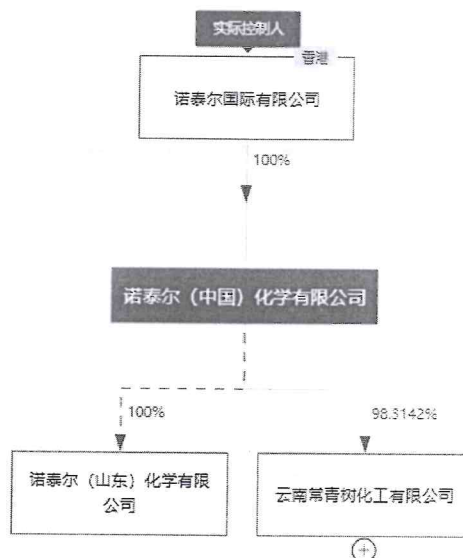 实际控制人
香港
诺泰尔国际有限公司
100%
诺泰尔（中国）化学有限公司
100%
98.3142%
诺泰尔（山东）化学有限
公司
云南常青树化工有限公司